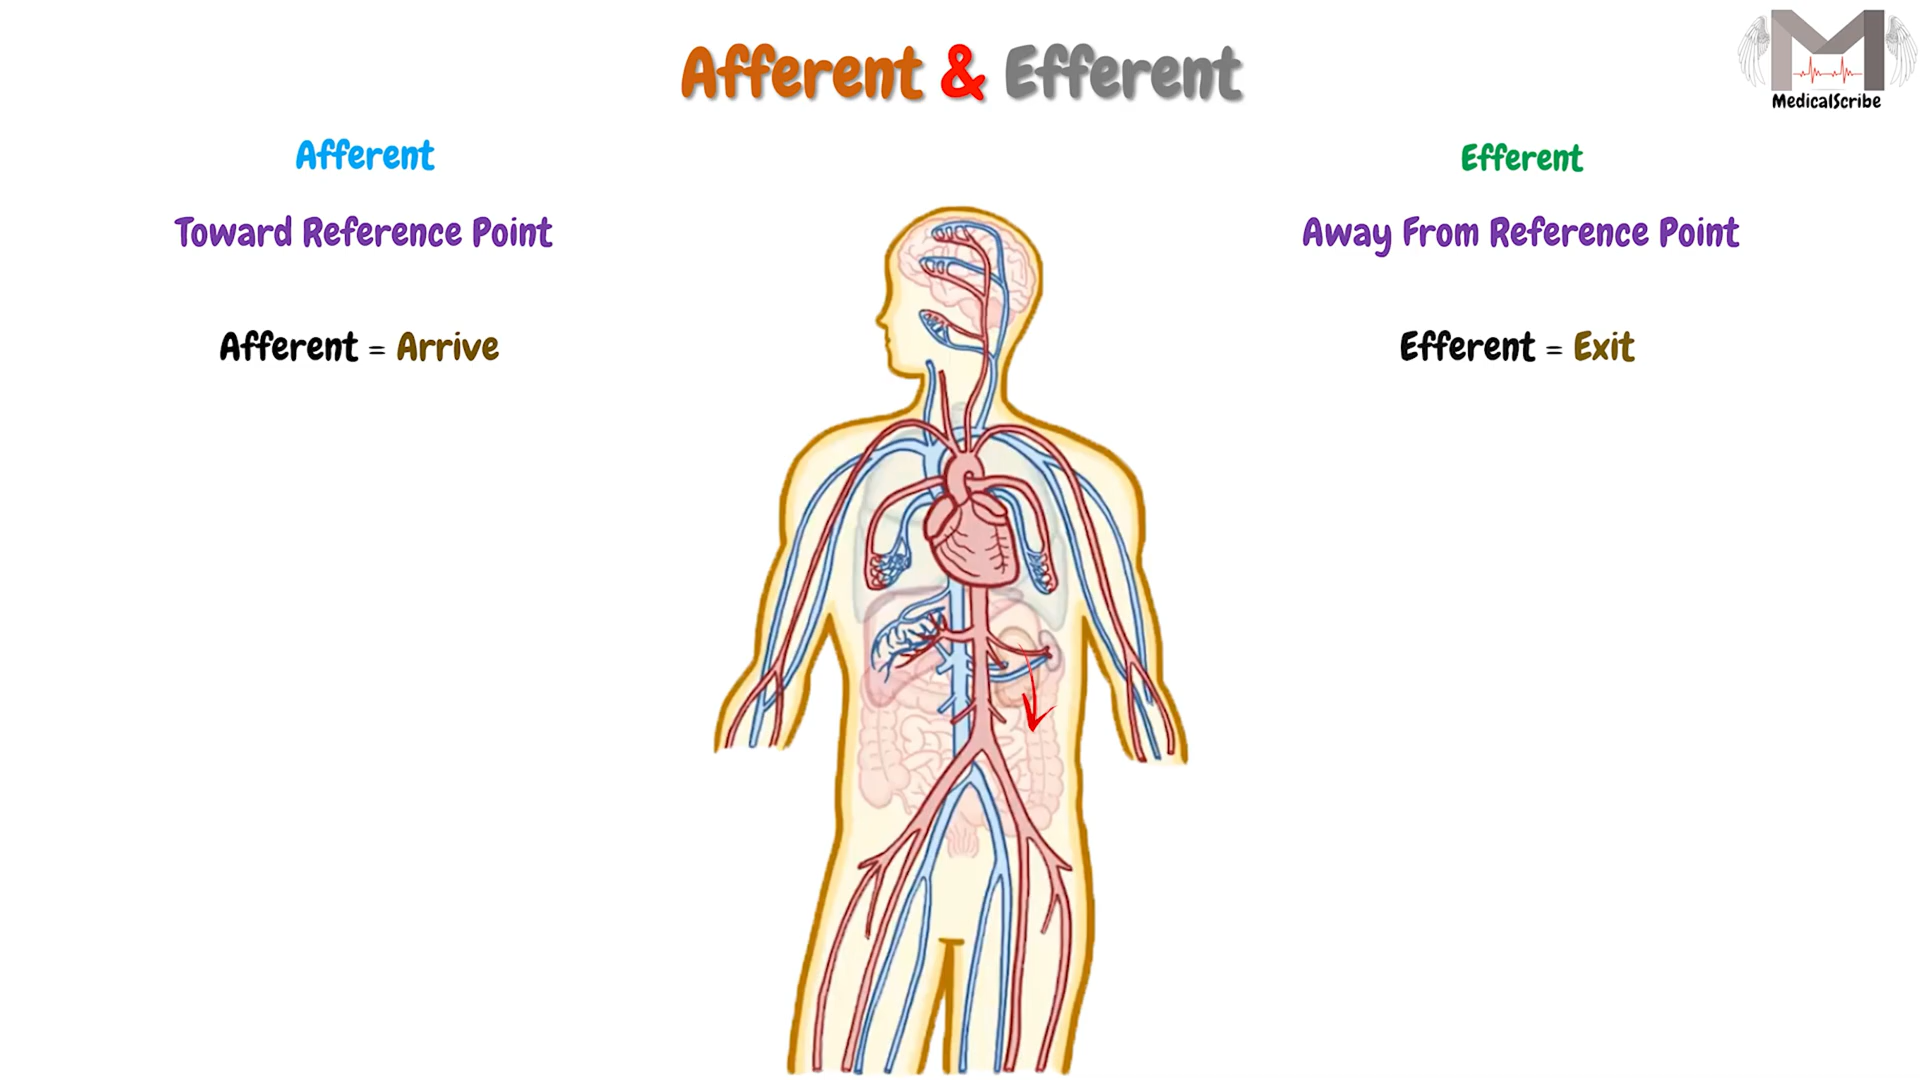 Afferent & Efferent
MedicalScribe
Afferent
Toward Reference Point
Afferent = Arrive
Efferent
Away From Reference Point
Efferent = Exit